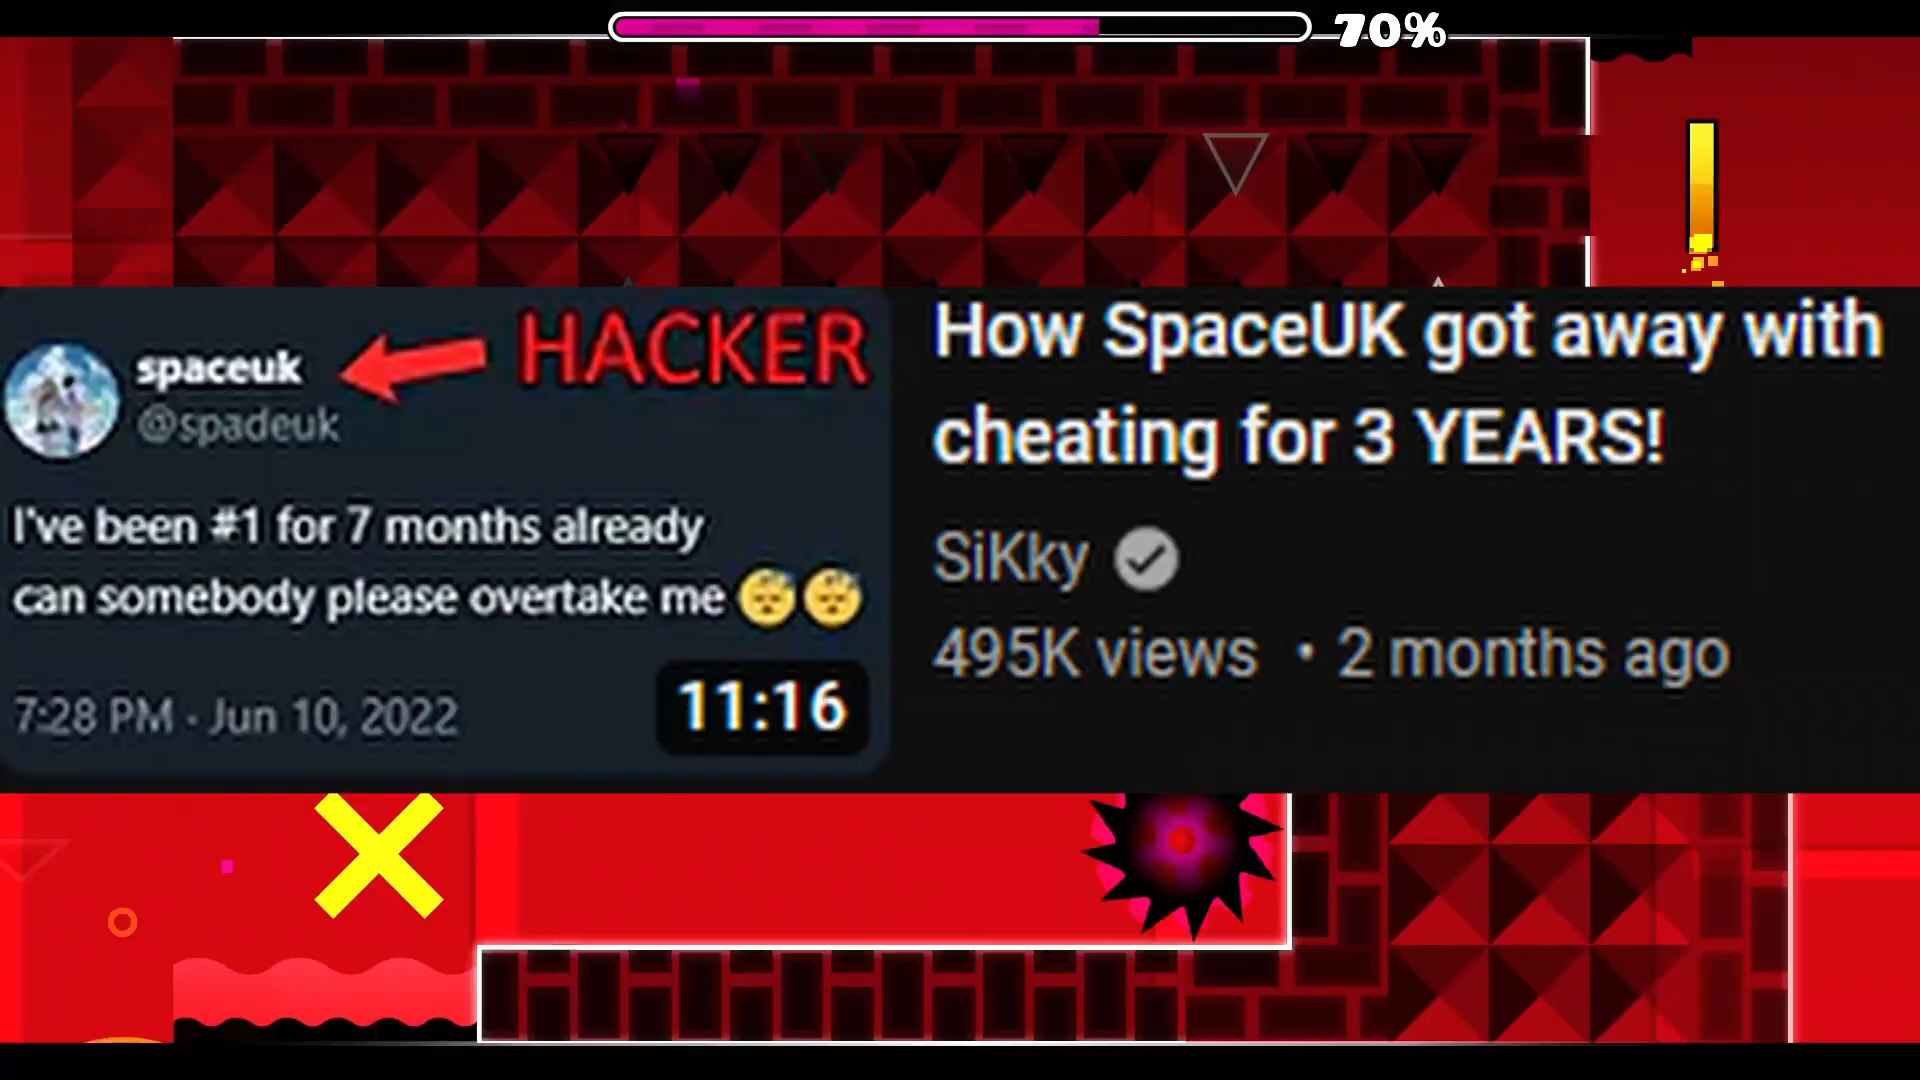 70%
spaceuk
HACKER
@spadeuk
I've been #1 for 7 months already
can somebody please overtake me 😴😴
7:28 PM · Jun 10, 2022
11:16
How SpaceUK got away with
cheating for 3 YEARS!
SiKky
495K views • 2 months ago